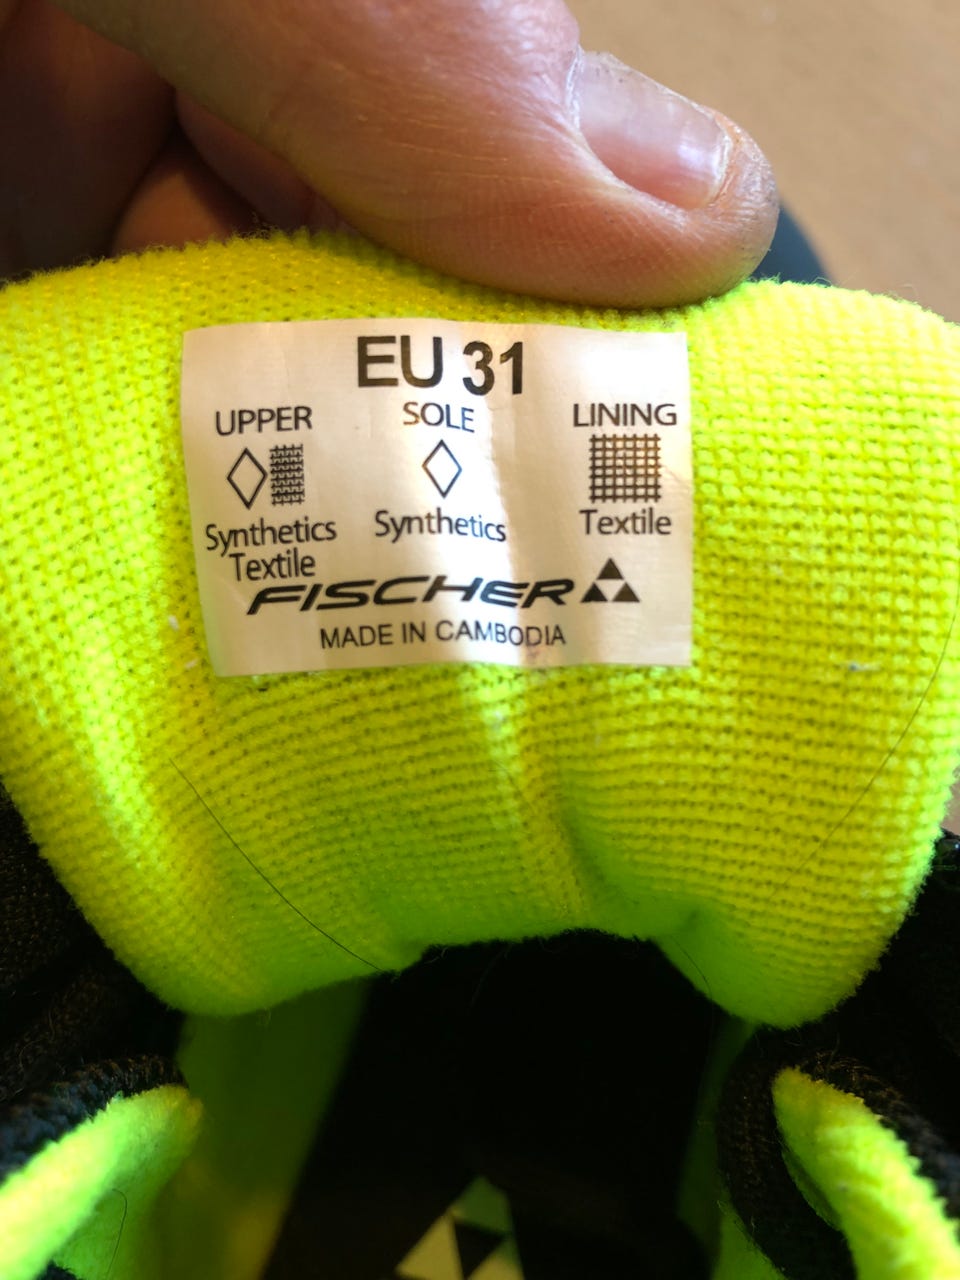 EU 31
UPPER SOLE LINING
Synthetics Textile Synthetics Textile
FISCHER
MADE IN CAMBODIA